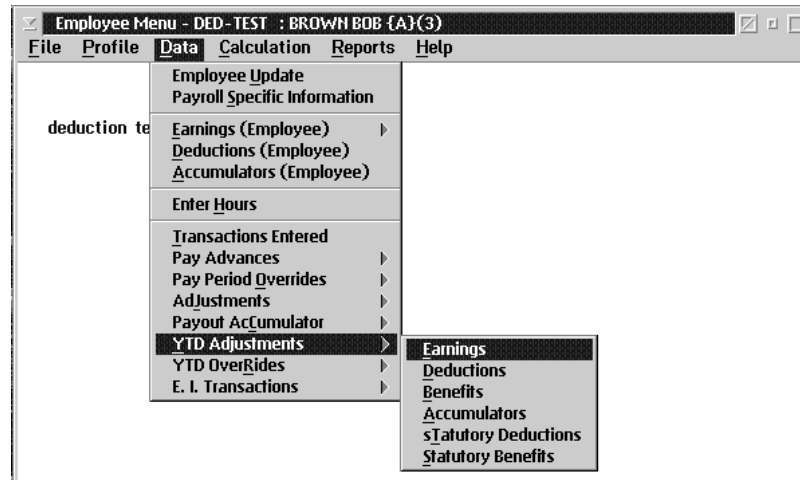 Employee Menu - DED-TEST : BROWN BOB {A}(3)
File Profile Data Calculation Reports Help
Employee Update
Payroll Specific Information
deduction te
Earnings (Employee)
Deductions (Employee)
Accumulators (Employee)
Enter Hours
Transactions Entered
Pay Advances
Pay Period Overrides
AdJustments
Payout AcCumulator
YTD Adjustments
YTD OverRides
E. I. Transactions
Earnings
Deductions
Benefits
Accumulators
sTatutory Deductions
Statutory Benefits